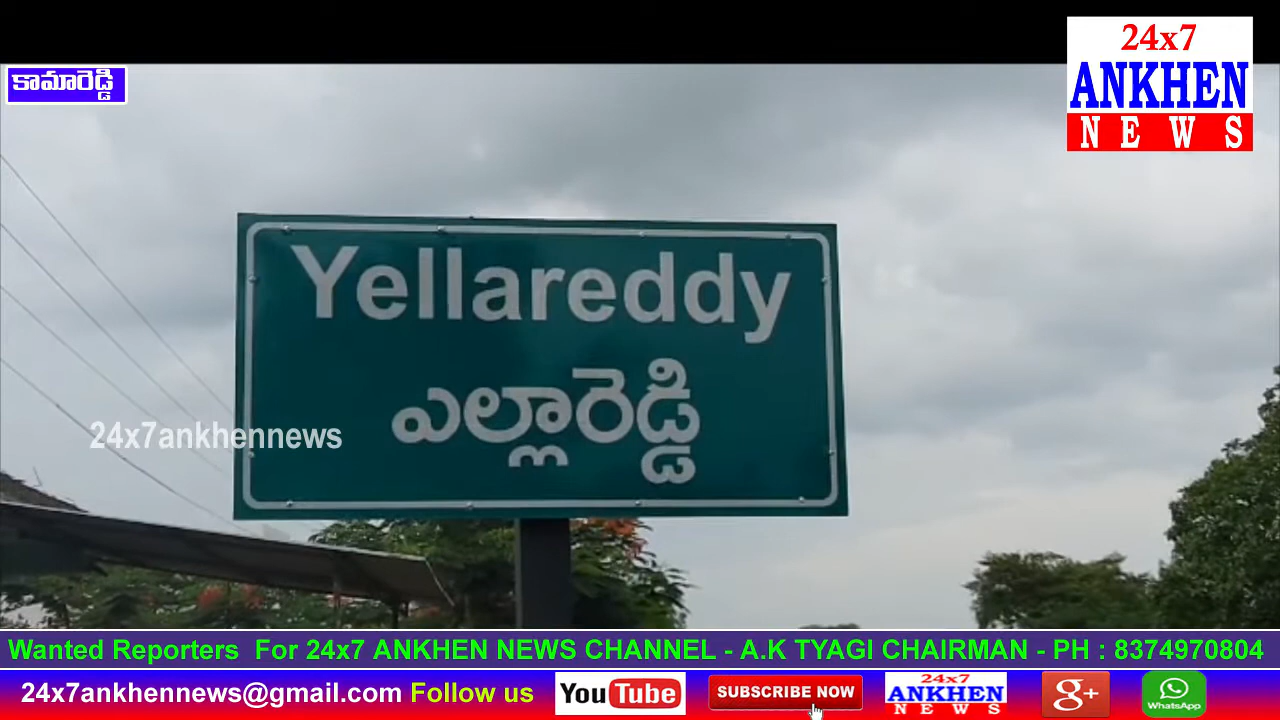 24x7
ANKHEN
NEWS
కామారెడ్డి
Yellareddy
ఎల్లారెడ్డి
24x7ankhennews
Wanted Reporters For 24x7 ANKHEN NEWS CHANNEL - A.K TYAGI CHAIRMAN - PH : 8374970804
24x7ankhennews@gmail.com Follow us YouTube SUBSCRIBE NOW 24x7 ANKHEN NEWS g+ WhatsApp